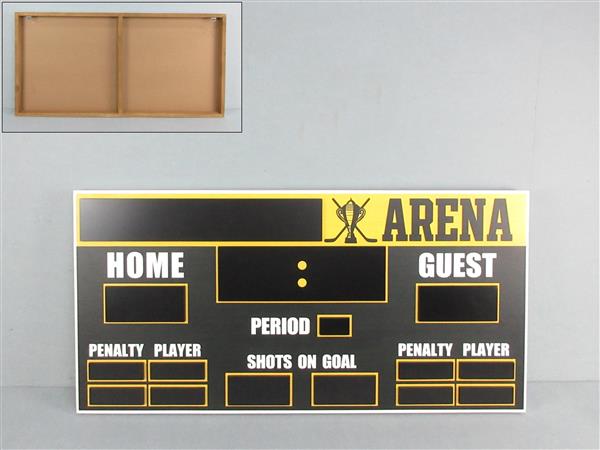 ARENA
HOME
:
GUEST
PERIOD
PENALTY PLAYER
SHOTS ON GOAL
PENALTY PLAYER